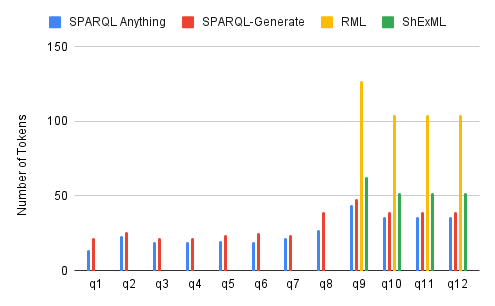 SPARQL Anything SPARQL-Generate RML ShExML
150
100
50
0
Number of Tokens
q1 q2 q3 q4 q5 q6 q7 q8 q9 q10 q11 q12